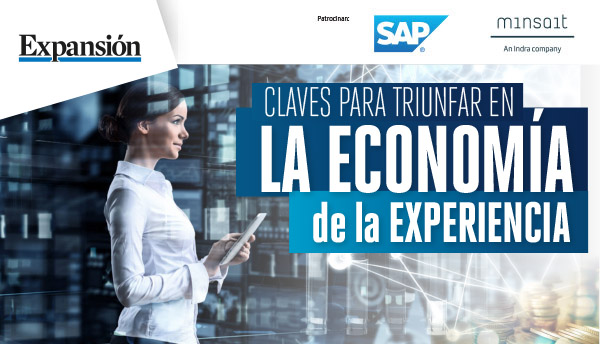 Patrocinan:
Expansión
SAP®
minsait
An Indra company
CLAVES PARA TRIUNFAR EN
LA ECONOMÍA
de la EXPERIENCIA